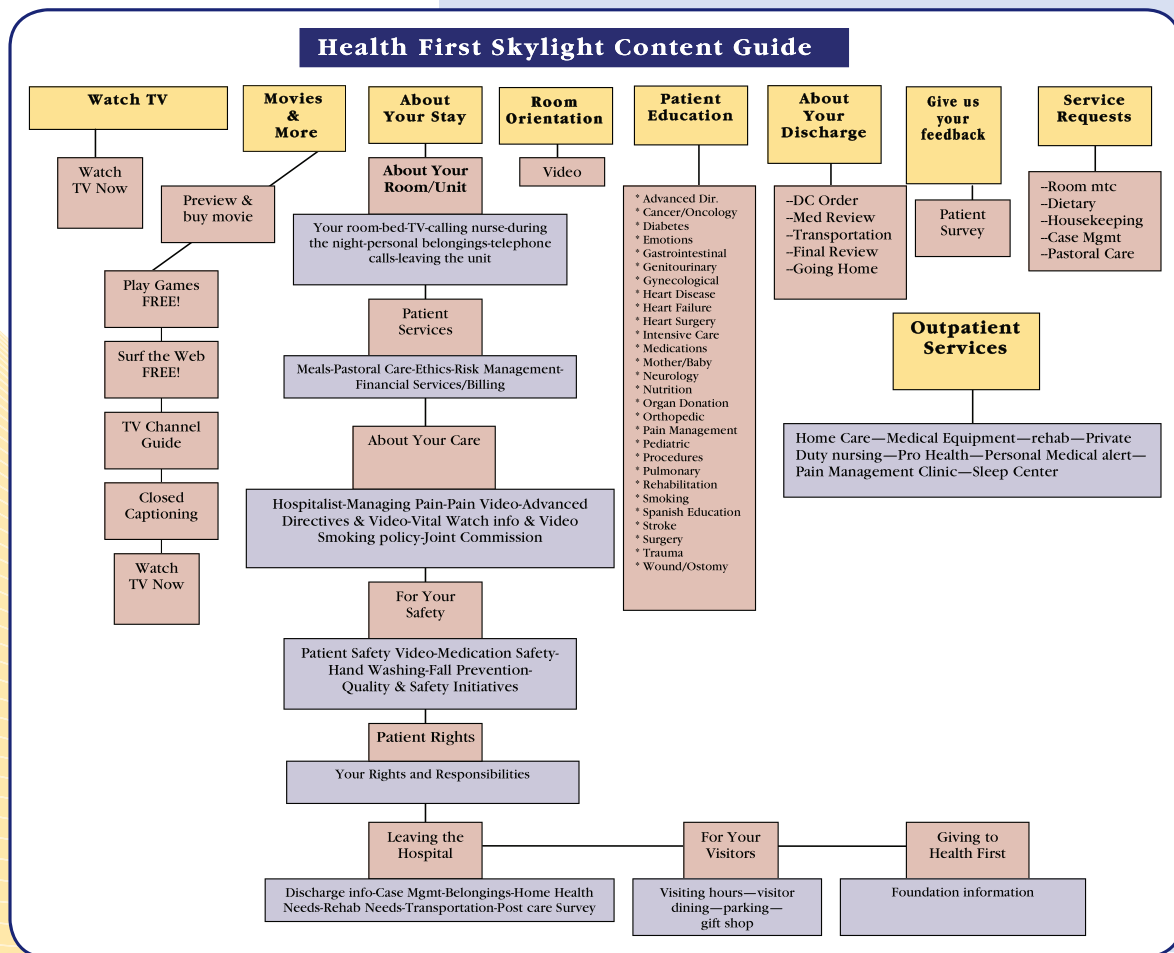 Health First Skylight Content Guide
Watch TV
Watch
TV Now
Movies
&
More
Preview &
buy movie
Play Games
FREE!
Surf the Web
FREE!
TV Channel
Guide
Closed
Captioning
Watch
TV Now
About
Your Stay
About Your
Room/Unit
Your room-bed-TV-calling nurse-during
the night-personal belongings-telephone
calls-leaving the unit
Patient
Services
Meals-Pastoral Care-Ethics-Risk Management-
Financial Services/Billing
About Your Care
Hospitalist-Managing Pain-Pain Video-Advanced
Directives & Video-Vital Watch info & Video
Smoking policy-Joint Commission
For Your
Safety
Patient Safety Video-Medication Safety-
Hand Washing-Fall Prevention-
Quality & Safety Initiatives
Patient Rights
Your Rights and Responsibilities
Leaving the
Hospital
Discharge info-Case Mgmt-Belongings-Home Health
Needs-Rehab Needs-Transportation-Post care Survey
For Your
Visitors
Visiting hours—visitor
dining—parking—
gift shop
Giving to
Health First
Foundation information
Room
Orientation
Video
Patient
Education
* Advanced Dir.
* Cancer/Oncology
* Diabetes
* Emotions
* Gastrointestinal
* Genitourinary
* Gynecological
* Heart Disease
* Heart Failure
* Heart Surgery
* Intensive Care
* Medications
* Mother/Baby
* Neurology
* Nutrition
* Organ Donation
* Orthopedic
* Pain Management
* Pediatric
* Procedures
* Pulmonary
* Rehabilitation
* Smoking
* Spanish Education
* Stroke
* Surgery
* Trauma
* Wound/Ostomy
About
Your
Discharge
–DC Order
–Med Review
–Transportation
–Final Review
–Going Home
Give us
your
feedback
Patient
Survey
Service
Requests
–Room mtc
–Dietary
–Housekeeping
–Case Mgmt
–Pastoral Care
Outpatient
Services
Home Care—Medical Equipment—rehab—Private
Duty nursing—Pro Health—Personal Medical alert—
Pain Management Clinic—Sleep Center